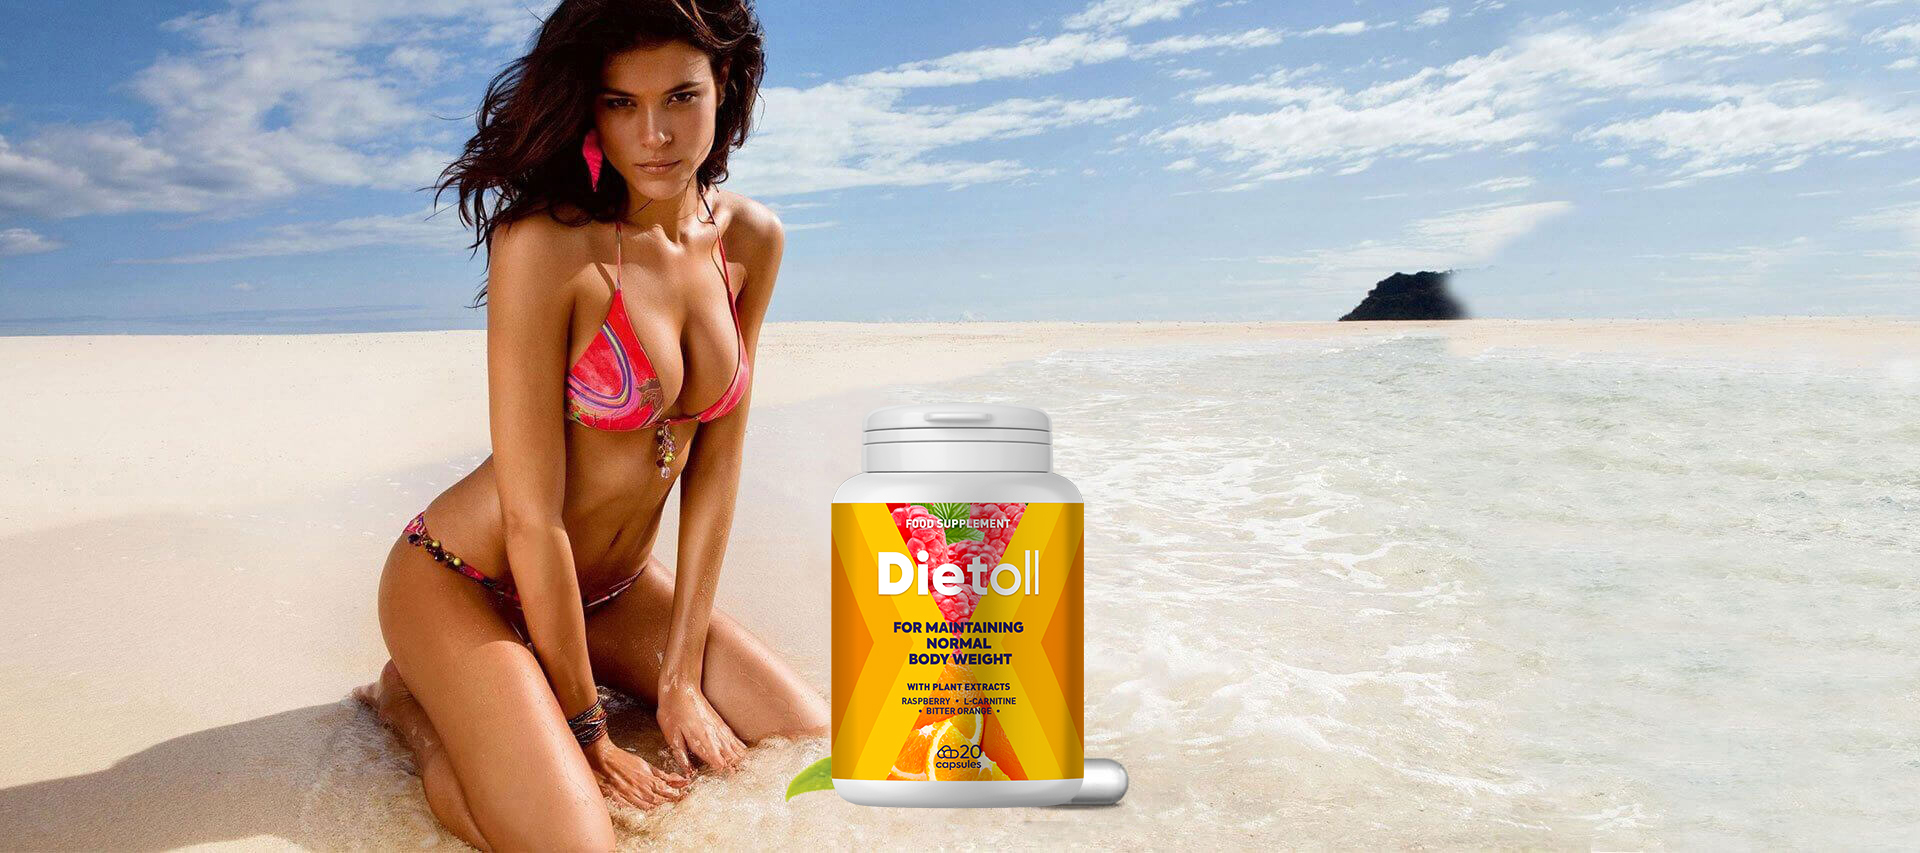 FOOD SUPPLEMENT
Dietoll
FOR MAINTAINING
NORMAL
BODY WEIGHT
WITH PLANT EXTRACTS
RASPBERRY • L-CARNITINE
• BITTER ORANGE •
20
capsules